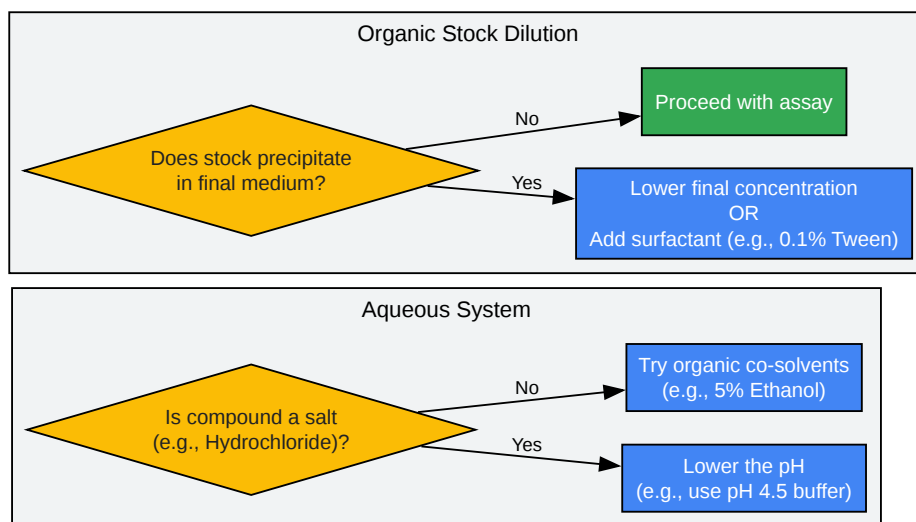 Organic Stock Dilution
Does stock precipitate
in final medium?
No
Proceed with assay
Yes
Lower final concentration
OR
Add surfactant (e.g., 0.1% Tween)
Aqueous System
Is compound a salt
(e.g., Hydrochloride)?
No
Try organic co-solvents
(e.g., 5% Ethanol)
Yes
Lower the pH
(e.g., use pH 4.5 buffer)